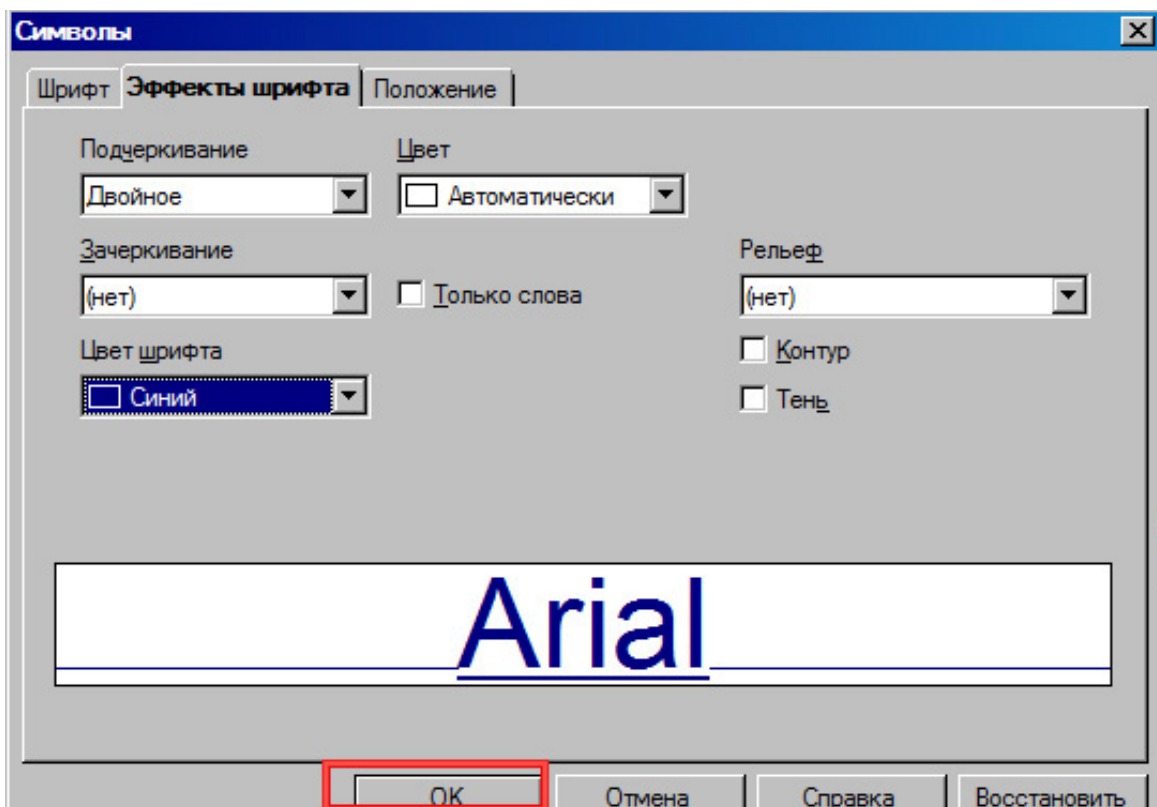 Символы
Шрифт Эффекты шрифта Положение
Подчеркивание Цвет
Двойное Автоматически
Зачеркивание Рельеф
(нет) Только слова (нет)
Цвет шрифта Контур
Синий Тень
Arial
OK Отмена Справка Восстановить